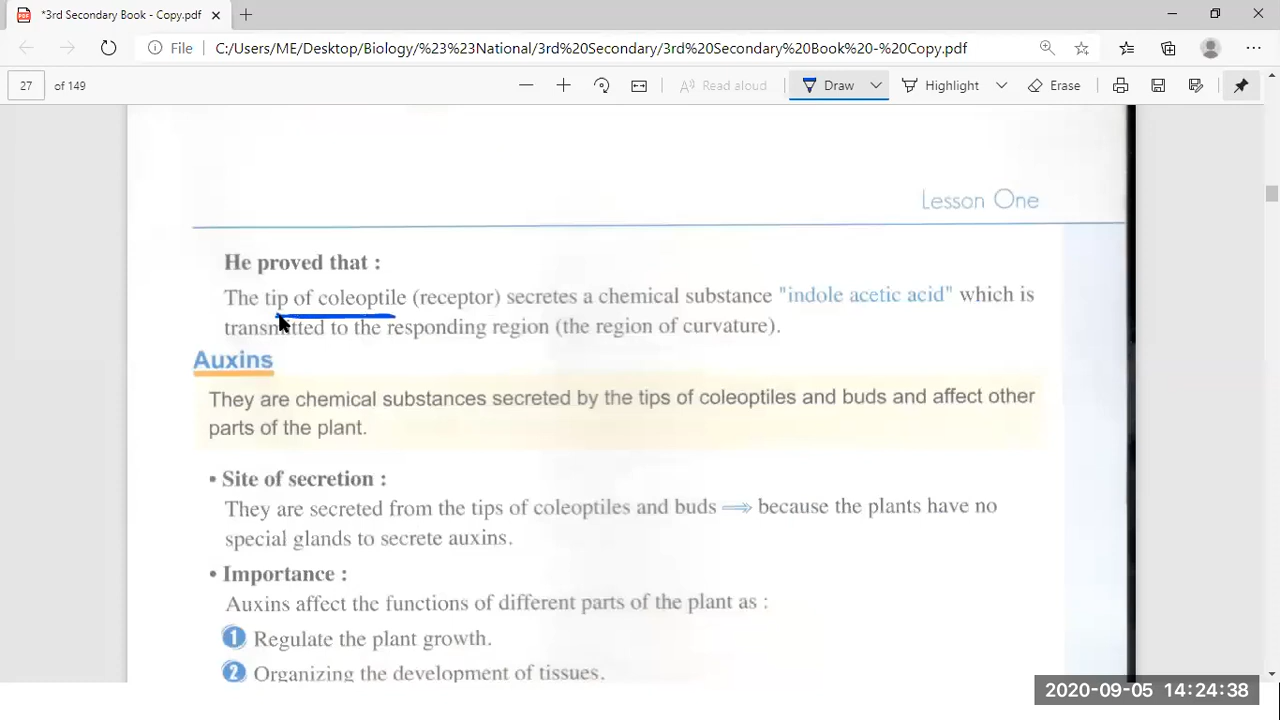 *3rd Secondary Book - Copy.pdf
File C:/Users/ME/Desktop/Biology/%23%23National/3rd%20Secondary/3rd%20Secondary%20Book%20-%20Copy.pdf
27 of 149 Read aloud Draw Highlight Erase
Lesson One
He proved that :
The tip of coleoptile (receptor) secretes a chemical substance "indole acetic acid" which is
transmitted to the responding region (the region of curvature).
Auxins
They are chemical substances secreted by the tips of coleoptiles and buds and affect other
parts of the plant.
• Site of secretion :
They are secreted from the tips of coleoptiles and buds ⟹ because the plants have no
special glands to secrete auxins.
• Importance :
Auxins affect the functions of different parts of the plant as :
1 Regulate the plant growth.
2 Organizing the development of tissues.
2020-09-05 14:24:38